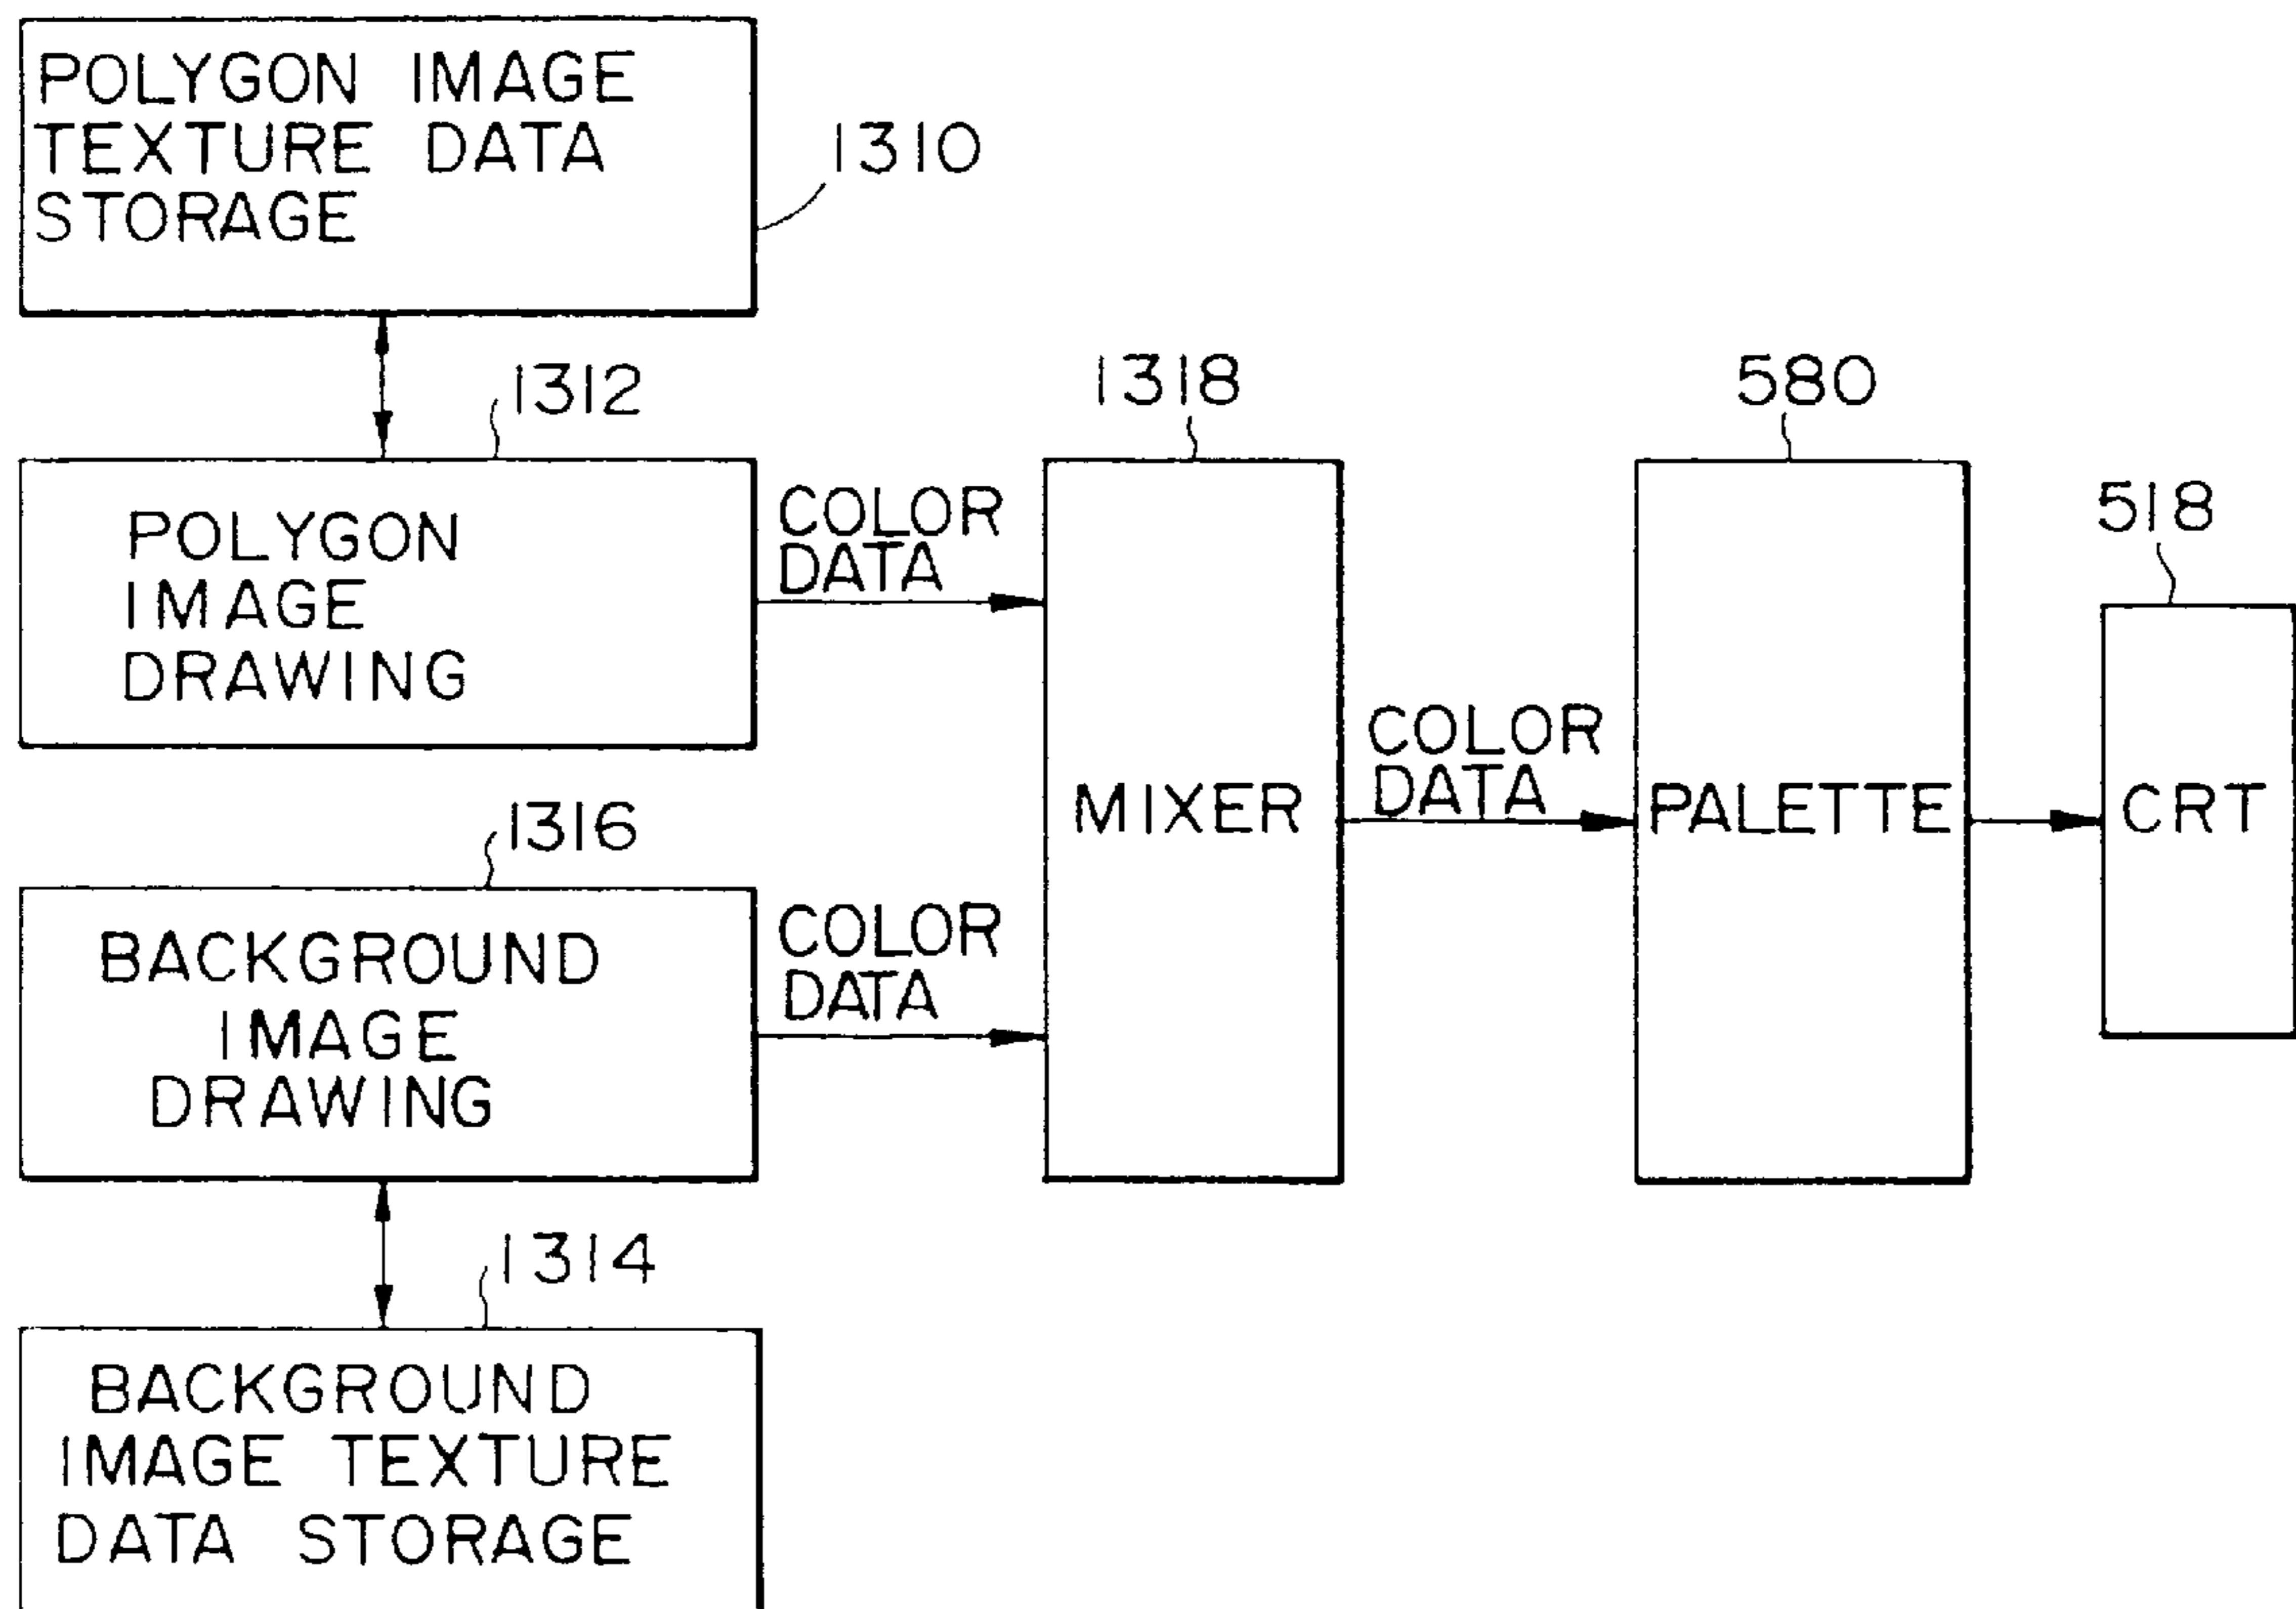 POLYGON IMAGE
TEXTURE DATA
STORAGE
1310
1312
POLYGON
IMAGE
DRAWING
COLOR
DATA
1316
BACKGROUND
IMAGE
DRAWING
COLOR
DATA
1314
BACKGROUND
IMAGE TEXTURE
DATA STORAGE
1318
MIXER
COLOR
DATA
580
PALETTE
518
CRT